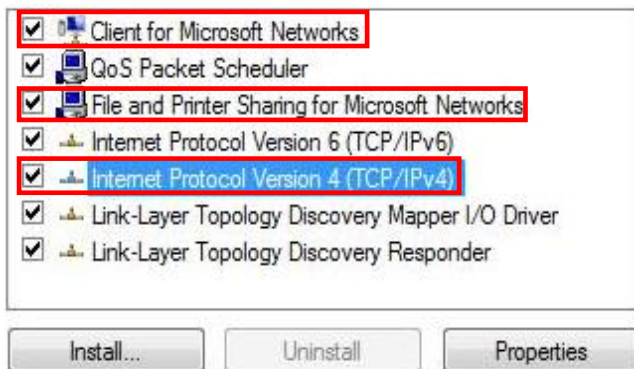 Client for Microsoft Networks
QoS Packet Scheduler
File and Printer Sharing for Microsoft Networks
Internet Protocol Version 6 (TCP/IPv6)
Internet Protocol Version 4 (TCP/IPv4)
Link-Layer Topology Discovery Mapper I/O Driver
Link-Layer Topology Discovery Responder
Install...
Uninstall
Properties